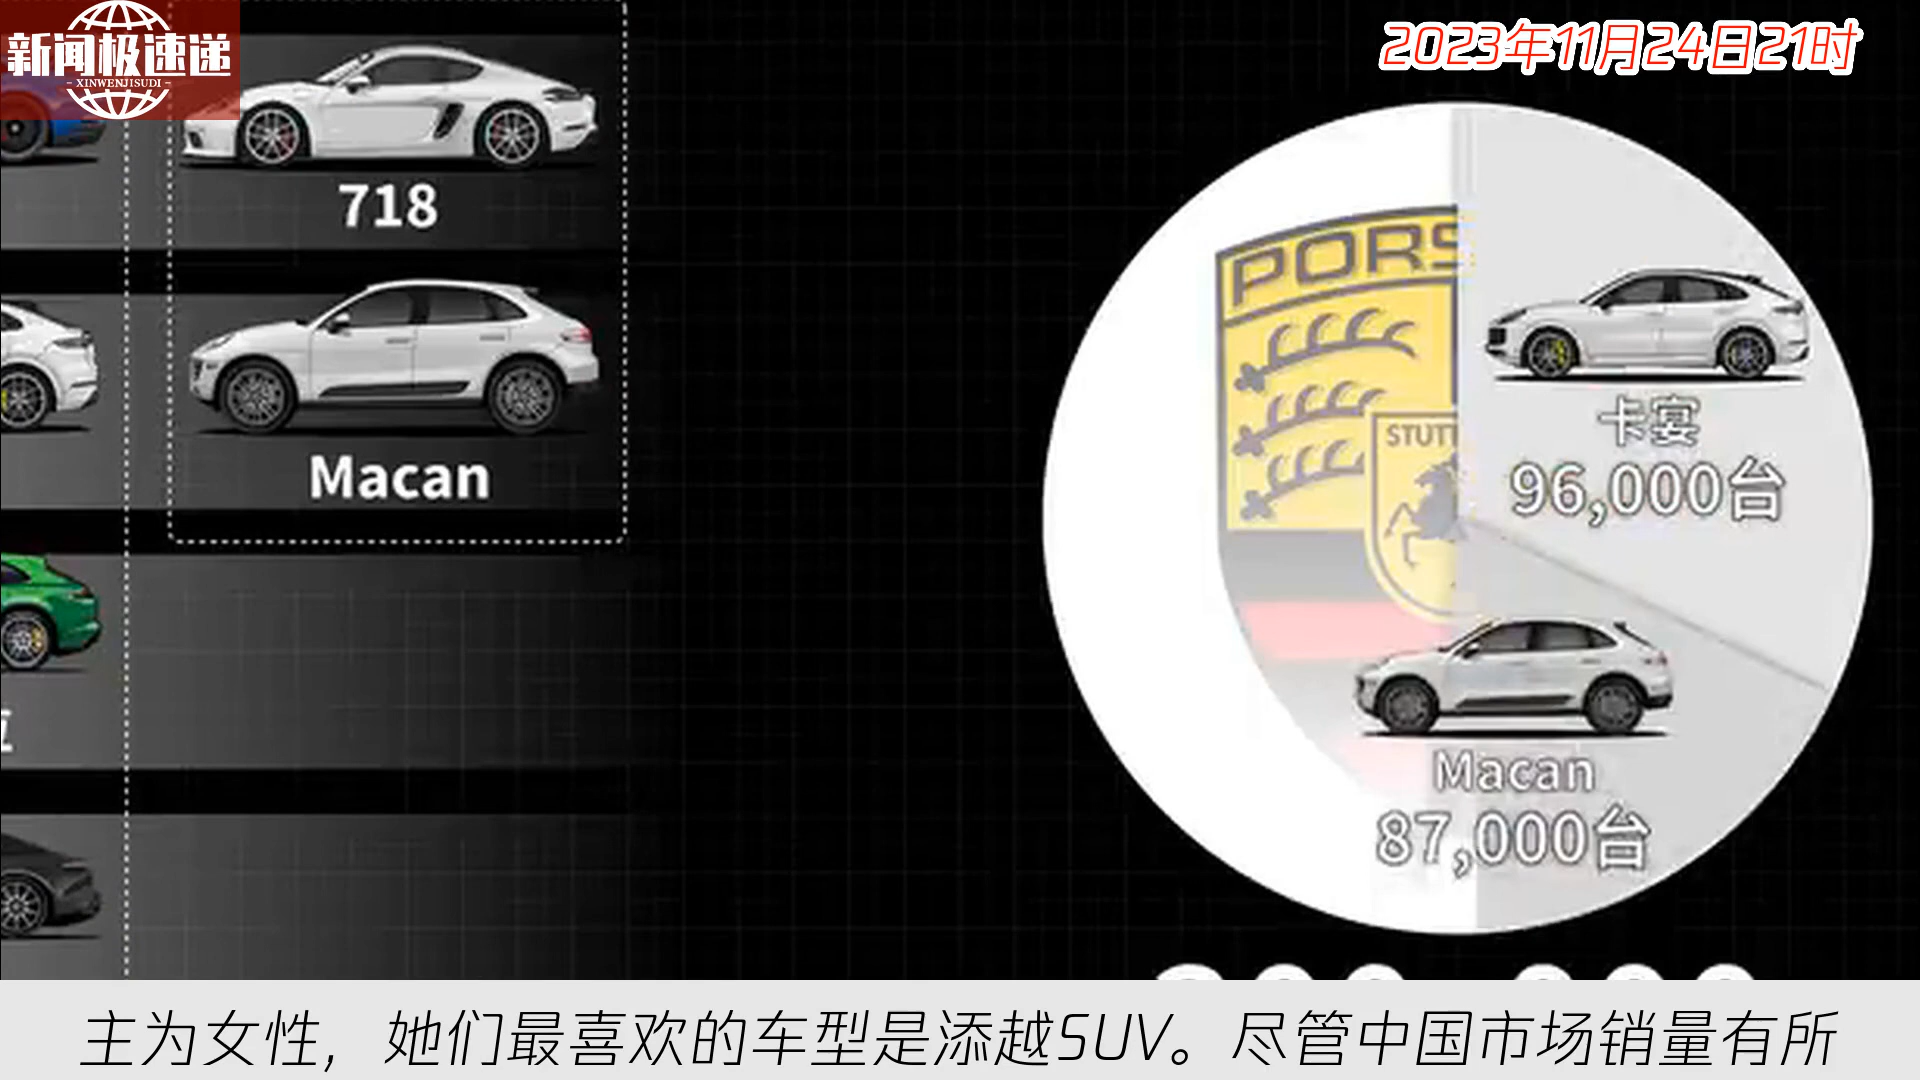 新闻极速递
-XINWENJISUDI-
2023年11月24日21时
718
Macan
PORS
STUTT
卡宴
96,000台
Macan
87,000台
主为女性，她们最喜欢的车型是添越SUV。尽管中国市场销量有所